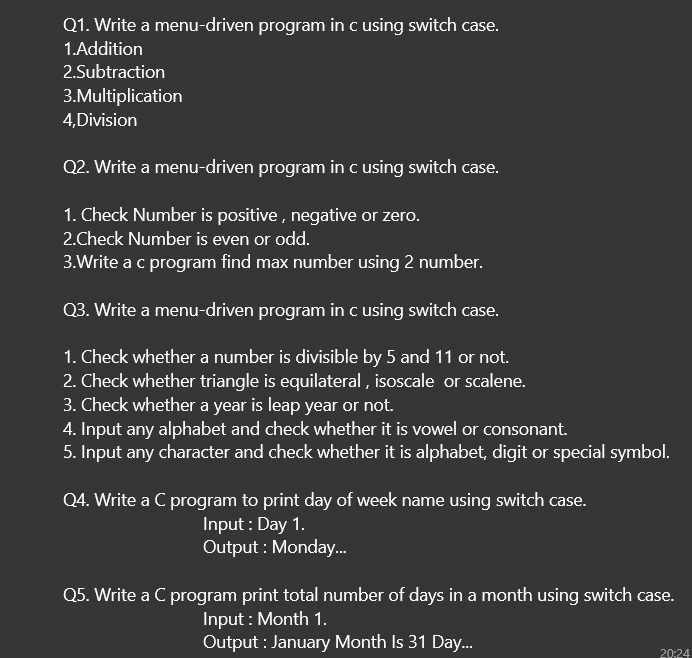 Q1. Write a menu-driven program in c using switch case.
1.Addition
2.Subtraction
3.Multiplication
4,Division
Q2. Write a menu-driven program in c using switch case.
1. Check Number is positive , negative or zero.
2.Check Number is even or odd.
3.Write a c program find max number using 2 number.
Q3. Write a menu-driven program in c using switch case.
1. Check whether a number is divisible by 5 and 11 or not.
2. Check whether triangle is equilateral , isoscale  or scalene.
3. Check whether a year is leap year or not.
4. Input any alphabet and check whether it is vowel or consonant.
5. Input any character and check whether it is alphabet, digit or special symbol.
Q4. Write a C program to print day of week name using switch case.
Input : Day 1.
Output : Monday...
Q5. Write a C program print total number of days in a month using switch case.
Input : Month 1.
Output : January Month Is 31 Day...
20:24